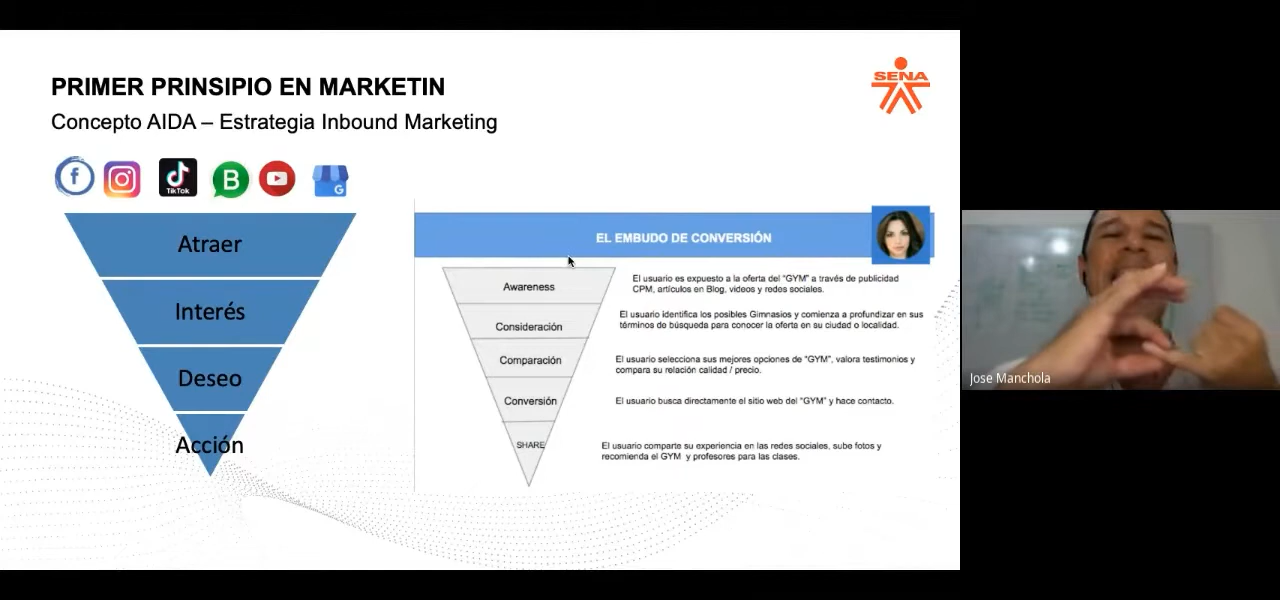 PRIMER PRINSIPIO EN MARKETIN
Concepto AIDA – Estrategia Inbound Marketing
SENA
f
TikTok
B
G
Atraer
Interés
Deseo
Acción
EL EMBUDO DE CONVERSIÓN
Awareness
El usuario es expuesto a la oferta del "GYM" a través de publicidad
CPM, artículos en Blog, videos y redes sociales.
Consideración
El usuario identifica los posibles Gimnasios y comienza a profundizar en sus
términos de búsqueda para conocer la oferta en su ciudad o localidad.
Comparación
El usuario selecciona sus mejores opciones de "GYM", valora testimonios y
compara su relación calidad / precio.
Conversión
El usuario busca directamente el sitio web del "GYM" y hace contacto.
SHARE
El usuario comparte su experiencia en las redes sociales, sube fotos y
recomienda el GYM y profesores para las clases.
Jose Manchola